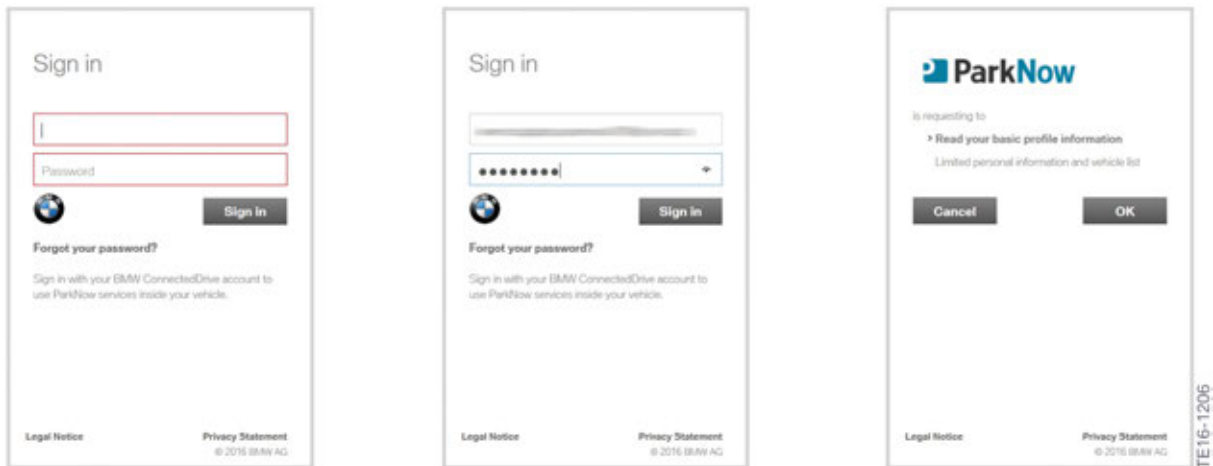 Sign in
Password
Sign in
Forgot your password?
Sign in with your BMW ConnectedDrive account to
use ParkNow services inside your vehicle.
Legal Notice
Privacy Statement
© 2016 BMW AG
Sign in
Sign in
Forgot your password?
Sign in with your BMW ConnectedDrive account to
use ParkNow services inside your vehicle.
Legal Notice
Privacy Statement
© 2016 BMW AG
ParkNow
is requesting to
Read your basic profile information
Limited personal information and vehicle list
Cancel
OK
Legal Notice
Privacy Statement
© 2016 BMW AG
TE16-1206